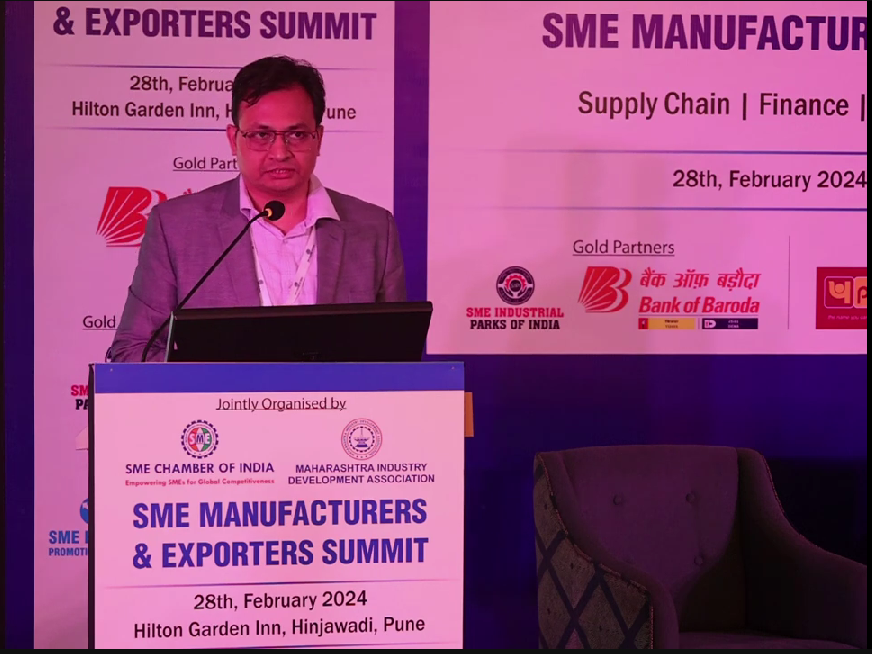 & EXPORTERS SUMMIT
28th, Februa
Hilton Garden Inn, H
une
Gold Part
Gold
SME MANUFACTUR
Supply Chain | Finance |
28th, February 2024
Gold Partners
SME INDUSTRIAL
PARKS OF INDIA
बैंक ऑफ़ बड़ौदा
Bank of Baroda
SME
PROMOTI
Jointly Organised by
SME
SME CHAMBER OF INDIA
Empowering SMEs for Global Competitiveness
MAHARASHTRA INDUSTRY
DEVELOPMENT ASSOCIATION
SME MANUFACTURERS
& EXPORTERS SUMMIT
28th, February 2024
Hilton Garden Inn, Hinjawadi, Pune